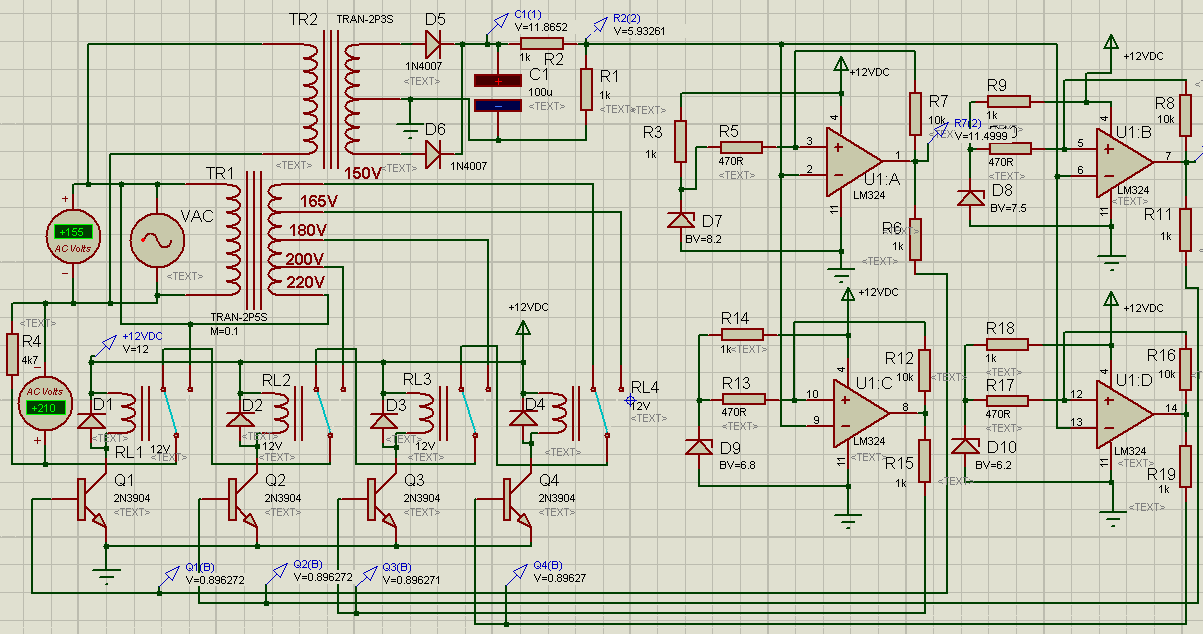 TR2
TRAN-2P3S
D5
1N4007
<TEXT>
C1(1)
V=11.8652
R2(2)
V=5.93261
1k
R2
C1
100u
<TEXT>
R1
1k
<TEXT>
<TEXT>
D6
1N4007
<TEXT>
<TEXT>
+12VDC
R3
1k
R5
470R
<TEXT>
3
2
4
1
11
U1:A
LM324
D7
BV=8.2
R7
10k
<TEXT>
R7(2)
V=11.4999
R6
1k
<TEXT>
<TEXT>
+12VDC
R9
1k
<TEXT>
470R
<TEXT>
D8
BV=7.5
5
6
4
7
11
U1:B
LM324
<TEXT>
R8
10k
R11
1k
TR1
150V
165V
180V
200V
220V
TRAN-2P5S
M=0.1
+155
AC Volts
VAC
<TEXT>
<TEXT>
R4
4k7
AC Volts
+210
+12VDC
V=12
+12VDC
D1
<TEXT>
RL1
12V
<TEXT>
RL2
D2
<TEXT>
12V
<TEXT>
RL3
D3
<TEXT>
12V
<TEXT>
D4
<TEXT>
RL4
12V
<TEXT>
Q1
2N3904
<TEXT>
Q2
2N3904
<TEXT>
Q3
2N3904
<TEXT>
Q4
2N3904
<TEXT>
Q1(B)
V=0.896272
Q2(B)
V=0.896272
Q3(B)
V=0.896271
Q4(B)
V=0.89627
+12VDC
R14
1k
<TEXT>
R13
470R
<TEXT>
D9
BV=6.8
10
9
4
8
11
U1:C
LM324
<TEXT>
R12
10k
<TEXT>
R15
1k
<TEXT>
+12VDC
R18
1k
<TEXT>
R17
470R
<TEXT>
D10
BV=6.2
12
13
4
14
11
U1:D
LM324
<TEXT>
R16
10k
R19
1k
<TEXT>